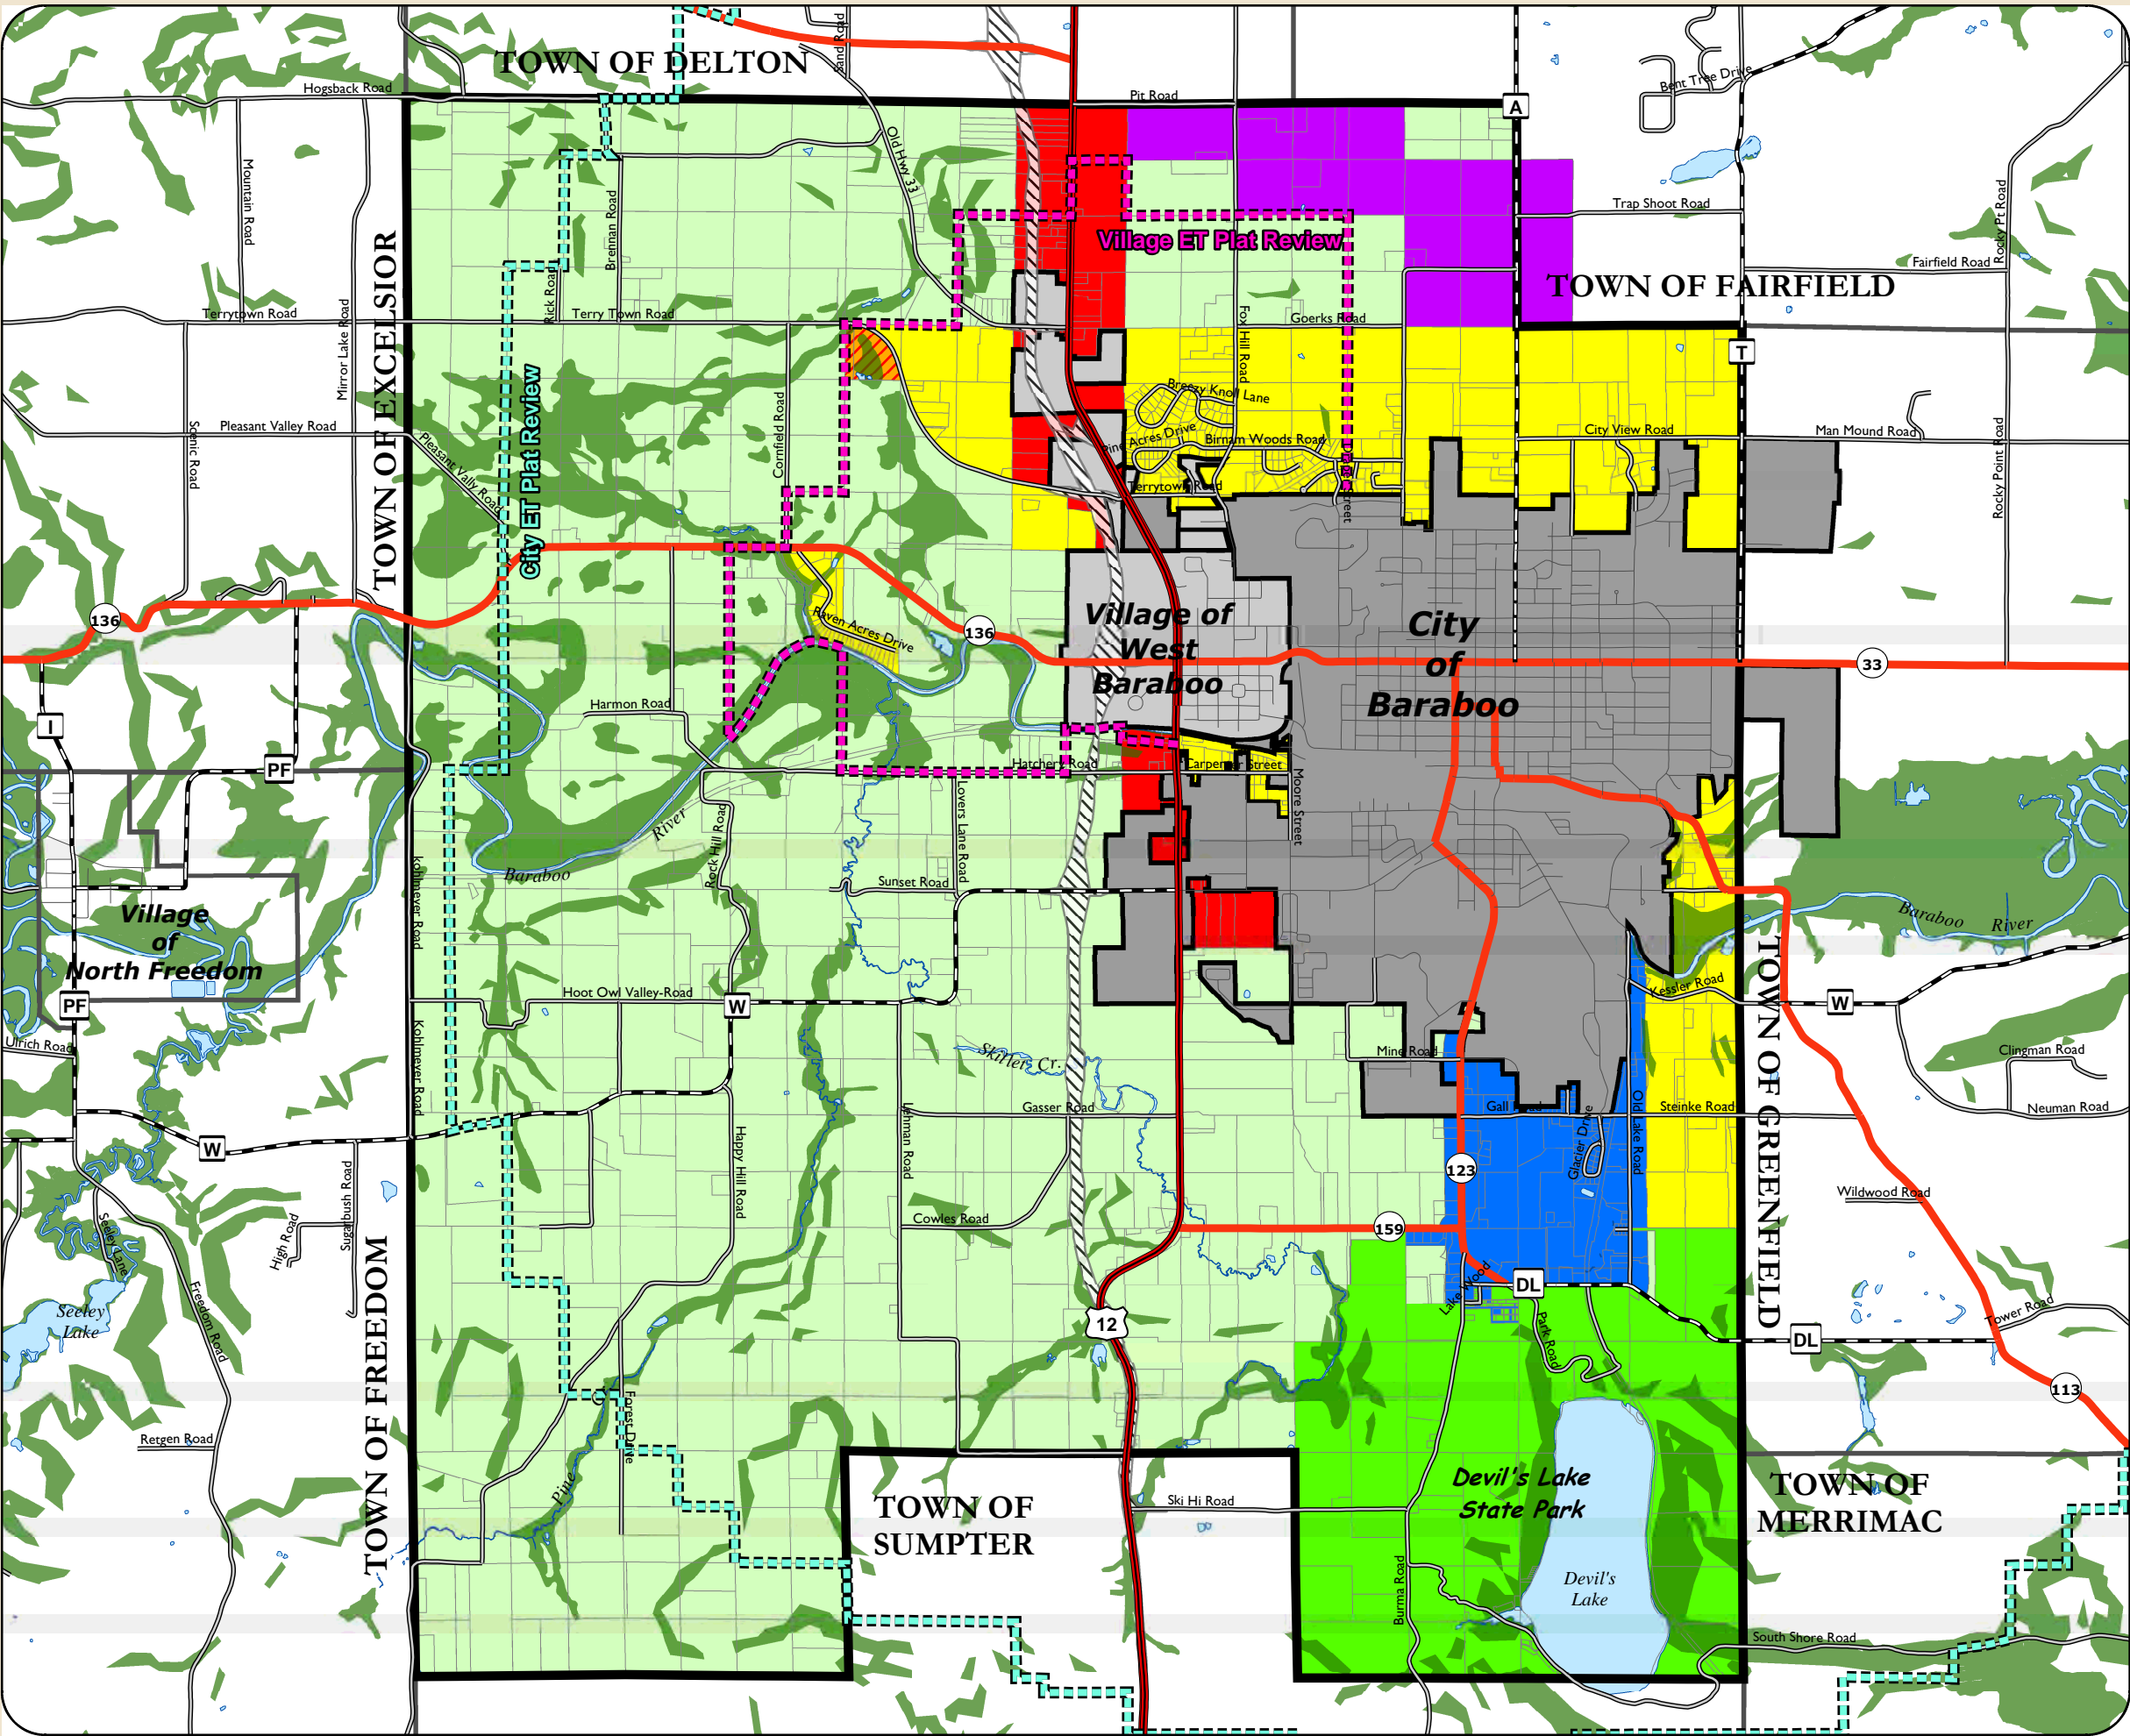 TOWN OF DELTON
Sand Road
Hogsback Road
Pit Road
Bent Tree Drive
A
Mountain Road
Old Hwy 33
Brennan Road
Trap Shoot Road
Rocky Pt Road
Village ET Plat Review
Fairfield Road
TOWN OF FAIRFIELD
TOWN OF EXCELSIOR
Rick Road
Terrytown Road
Terry Town Road
Mirror Lake Road
Fox Hill Road
Goerks Road
T
City ET Plat Review
Breezy Knoll Lane
Scenic Road
Pleasant Valley Road
Pleasant Vally Road
Cornfield Road
Pine Acres Drive
Birnam Woods Road
City View Road
Man Mound Road
Rocky Point Road
Terrytown Road
136
Raven Acres Drive
136
Village of
West
Baraboo
City
of
Baraboo
33
I
PF
Harmon Road
Hatchery Road
Carpenter Street
Moore Street
Lovers Lane Road
River
Rock Hill Road
Baraboo
Kohlmeyer Road
Sunset Road
Village
of
North Freedom
Baraboo River
PF
Hoot Owl Valley-Road
W
Kessler Road
W
TOWN OF GREENFIELD
Ulrich Road
Kohlmeyer Road
Skillet Cr.
Mine Road
Clingman Road
Lehman Road
Gasser Road
Gall Road
Glacier Drive
Old Lake Road
Steinke Road
Neuman Road
W
Happy Hill Road
123
Sugarbush Road
High Road
Seeley Lane
Cowles Road
159
Wildwood Road
TOWN OF FREEDOM
Freedom Road
Seeley
Lake
12
Lake Wood
DL
Park Road
DL
Tower Road
113
Forest Drive
Retgen Road
Pine
Cr
TOWN OF
SUMPTER
Ski Hi Road
Devil's Lake
State Park
TOWN OF
MERRIMAC
Burma Road
Devil's
Lake
South Shore Road